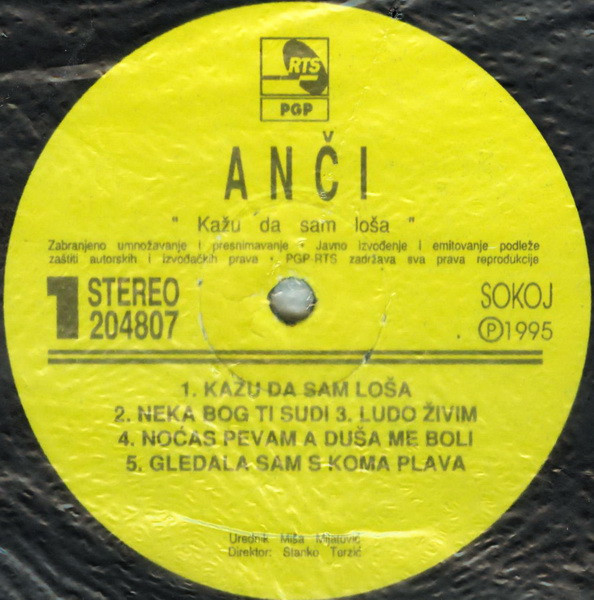 RTS
PGP
ANČI
" Kažu da sam loša "
Zabranjeno umnožavanje i presnimavanje • Javno izvođenje i emitovanje podleže
zaštiti autorskih i izvođačkih prava • PGP-RTS zadržava sva prava reprodukcije
1 STEREO SOKOJ
204807 Ⓟ1995
1. KAŽU DA SAM LOŠA
2. NEKA BOG TI SUDI 3. LUDO ŽIVIM
4. NOĆAS PEVAM A DUŠA ME BOLI
5. GLEDALA SAM S KOMA PLAVA
Urednik Miša Mijatović
Direktor: Stanko Terzić